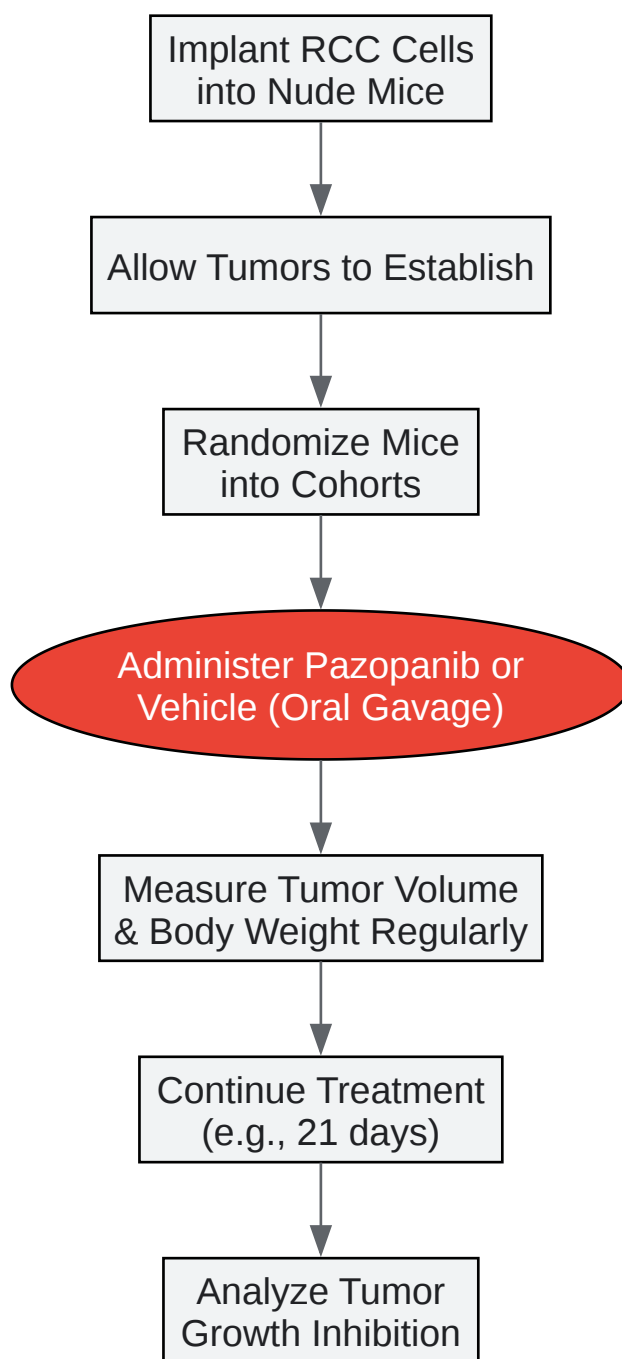 Implant RCC Cells
into Nude Mice
Allow Tumors to Establish
Randomize Mice
into Cohorts
Administer Pazopanib or
Vehicle (Oral Gavage)
Measure Tumor Volume
& Body Weight Regularly
Continue Treatment
(e.g., 21 days)
Analyze Tumor
Growth Inhibition